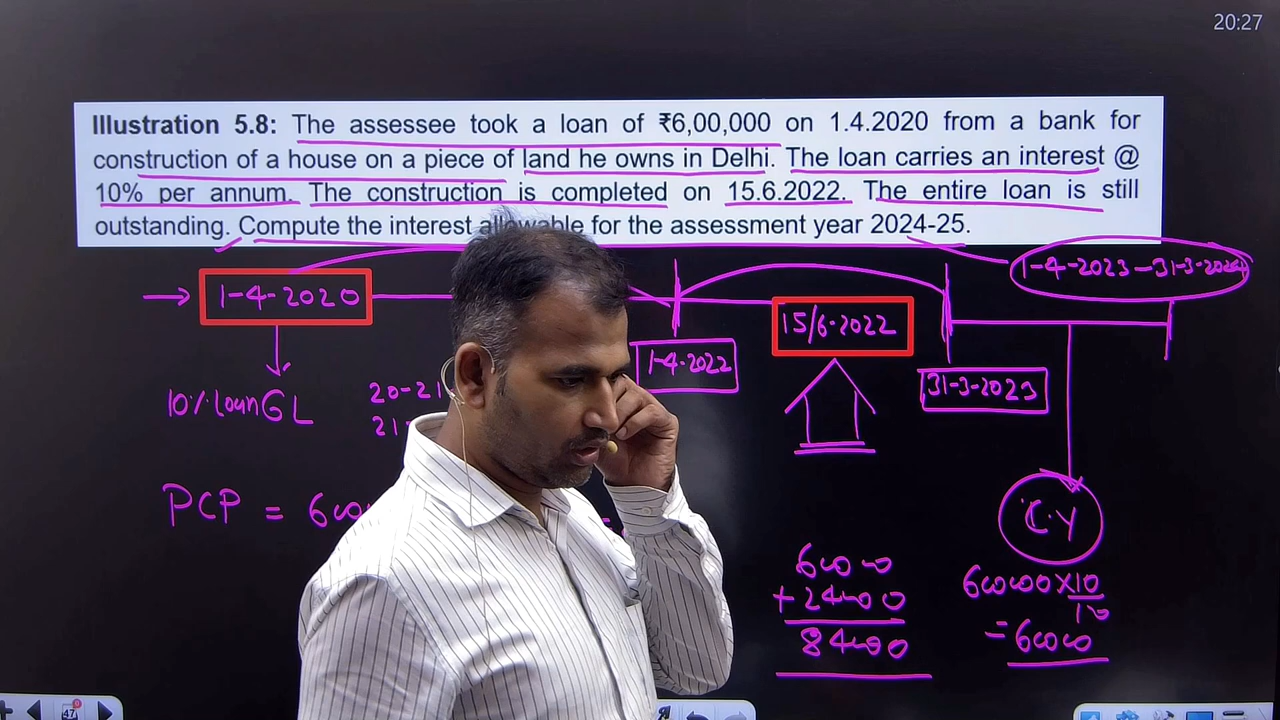 20:27
Illustration 5.8: The assessee took a loan of ₹6,00,000 on 1.4.2020 from a bank for
construction of a house on a piece of land he owns in Delhi. The loan carries an interest @
10% per annum. The construction is completed on 15.6.2022. The entire loan is still
outstanding. Compute the interest allowable for the assessment year 2024-25.
1-4-2023-31-3-2024
1-4-2020
15/6-2022
1-4-2022
31-3-2023
10% loan GL
20-21
21-
PCP =
C.Y
60000
+24000
84000
600000×10
=60000
47